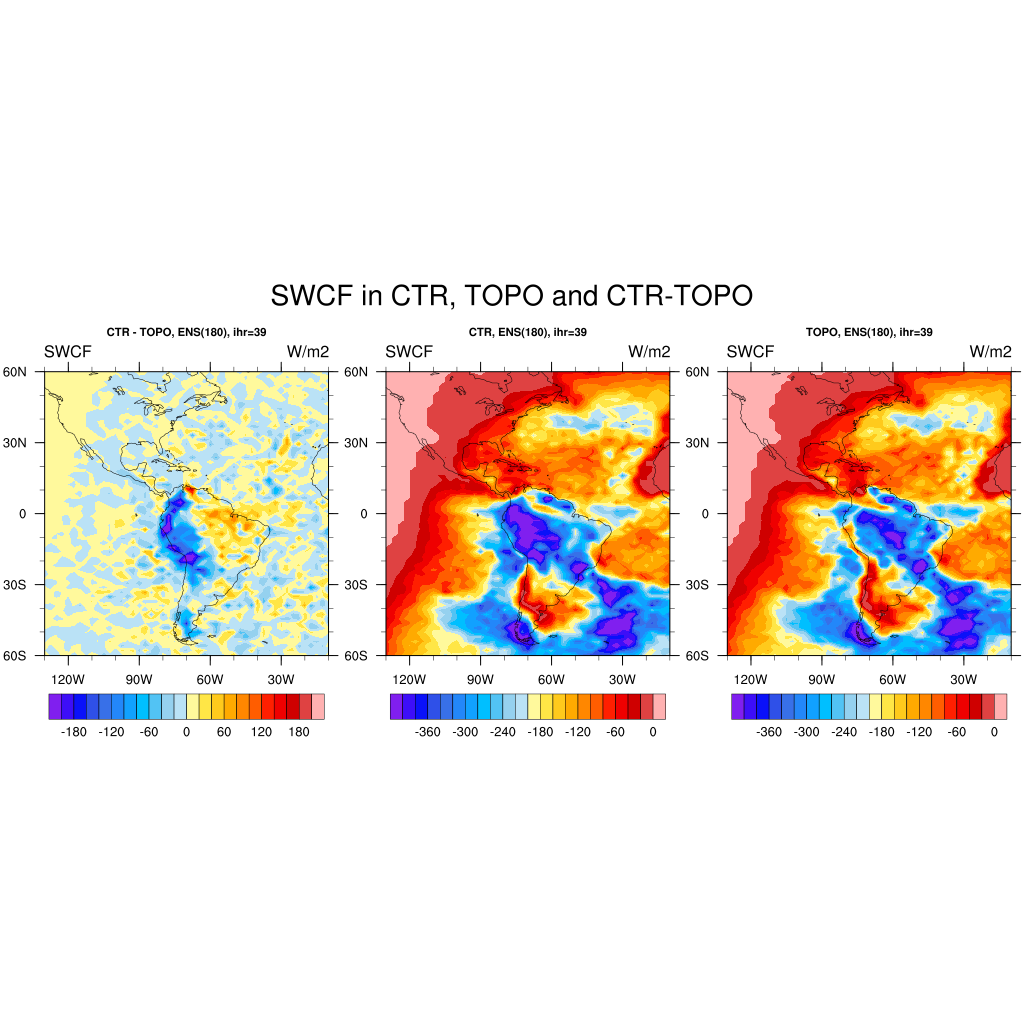 SWCF in CTR, TOPO and CTR-TOPO
CTR - TOPO, ENS(180), ihr=39
SWCF W/m2
60N
30N
0
30S
60S
120W 90W 60W 30W
-180 -120 -60 0 60 120 180
CTR, ENS(180), ihr=39
SWCF W/m2
60N
30N
0
30S
60S
120W 90W 60W 30W
-360 -300 -240 -180 -120 -60 0
TOPO, ENS(180), ihr=39
SWCF W/m2
60N
30N
0
30S
60S
120W 90W 60W 30W
-360 -300 -240 -180 -120 -60 0